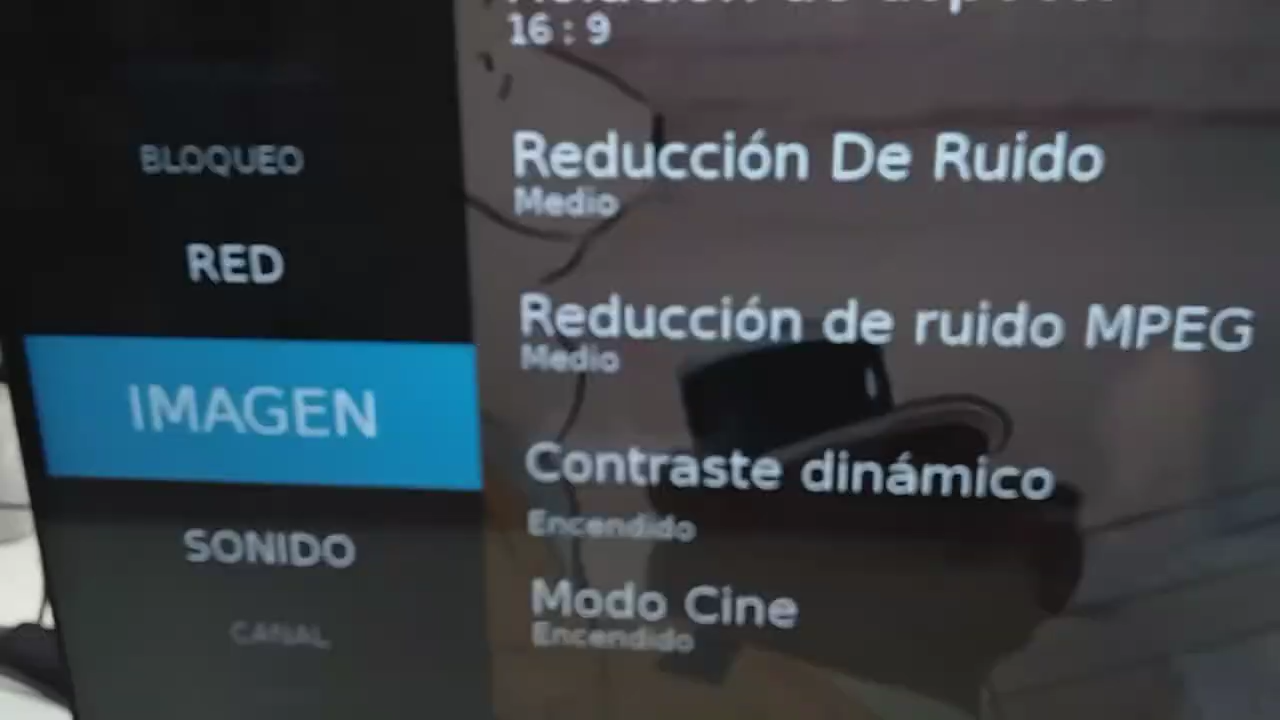 16 : 9
BLOQUEO
RED
IMAGEN
SONIDO
CANAL
Reducción De Ruido
Medio
Reducción de ruido MPEG
Medio
Contraste dinámico
Encendido
Modo Cine
Encendido